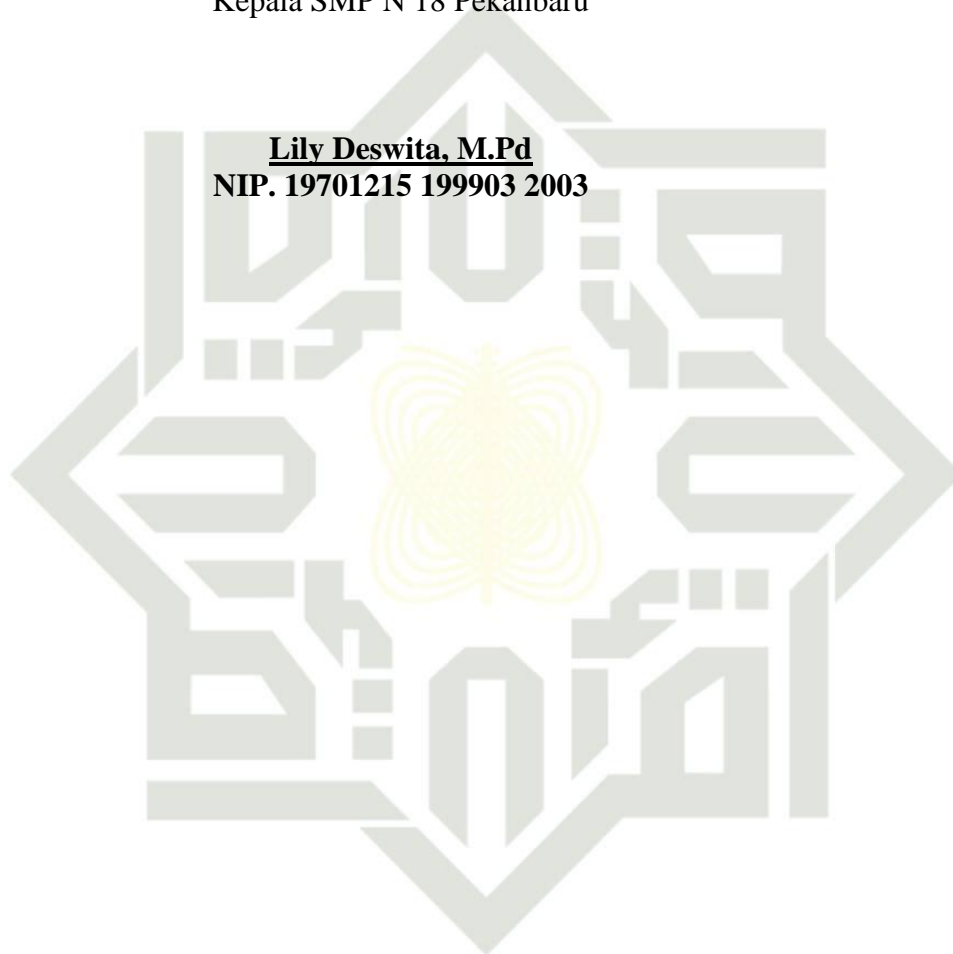 Kepala SMP N 18 Pekanbaru
Lily Deswita, M.Pd
NIP. 19701215 199903 2003